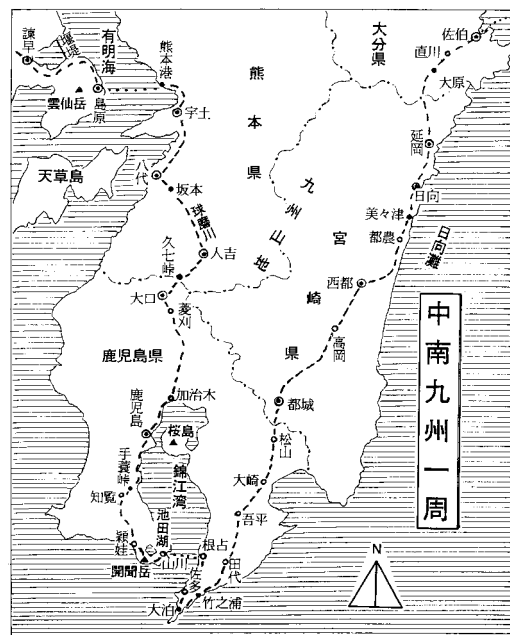 中南九州一周
佐伯
直川
大原
大分県
延岡
日向
美々津
都農
日向灘
西都
高岡
都城
松山
大崎
吾平
田代
竹之浦
大泊
佐多
根占
山川
池田湖
開聞岳
頴娃
知覧
手蓑峠
鹿児島
桜島
錦江湾
加治木
鹿児島県
菱刈
大口
久七峠
人吉
球磨川
坂本
八代
宇土
熊本港
熊本県
九州山地
宮崎県
天草島
雲仙岳
島原
有明海
堰堤
諫早
N